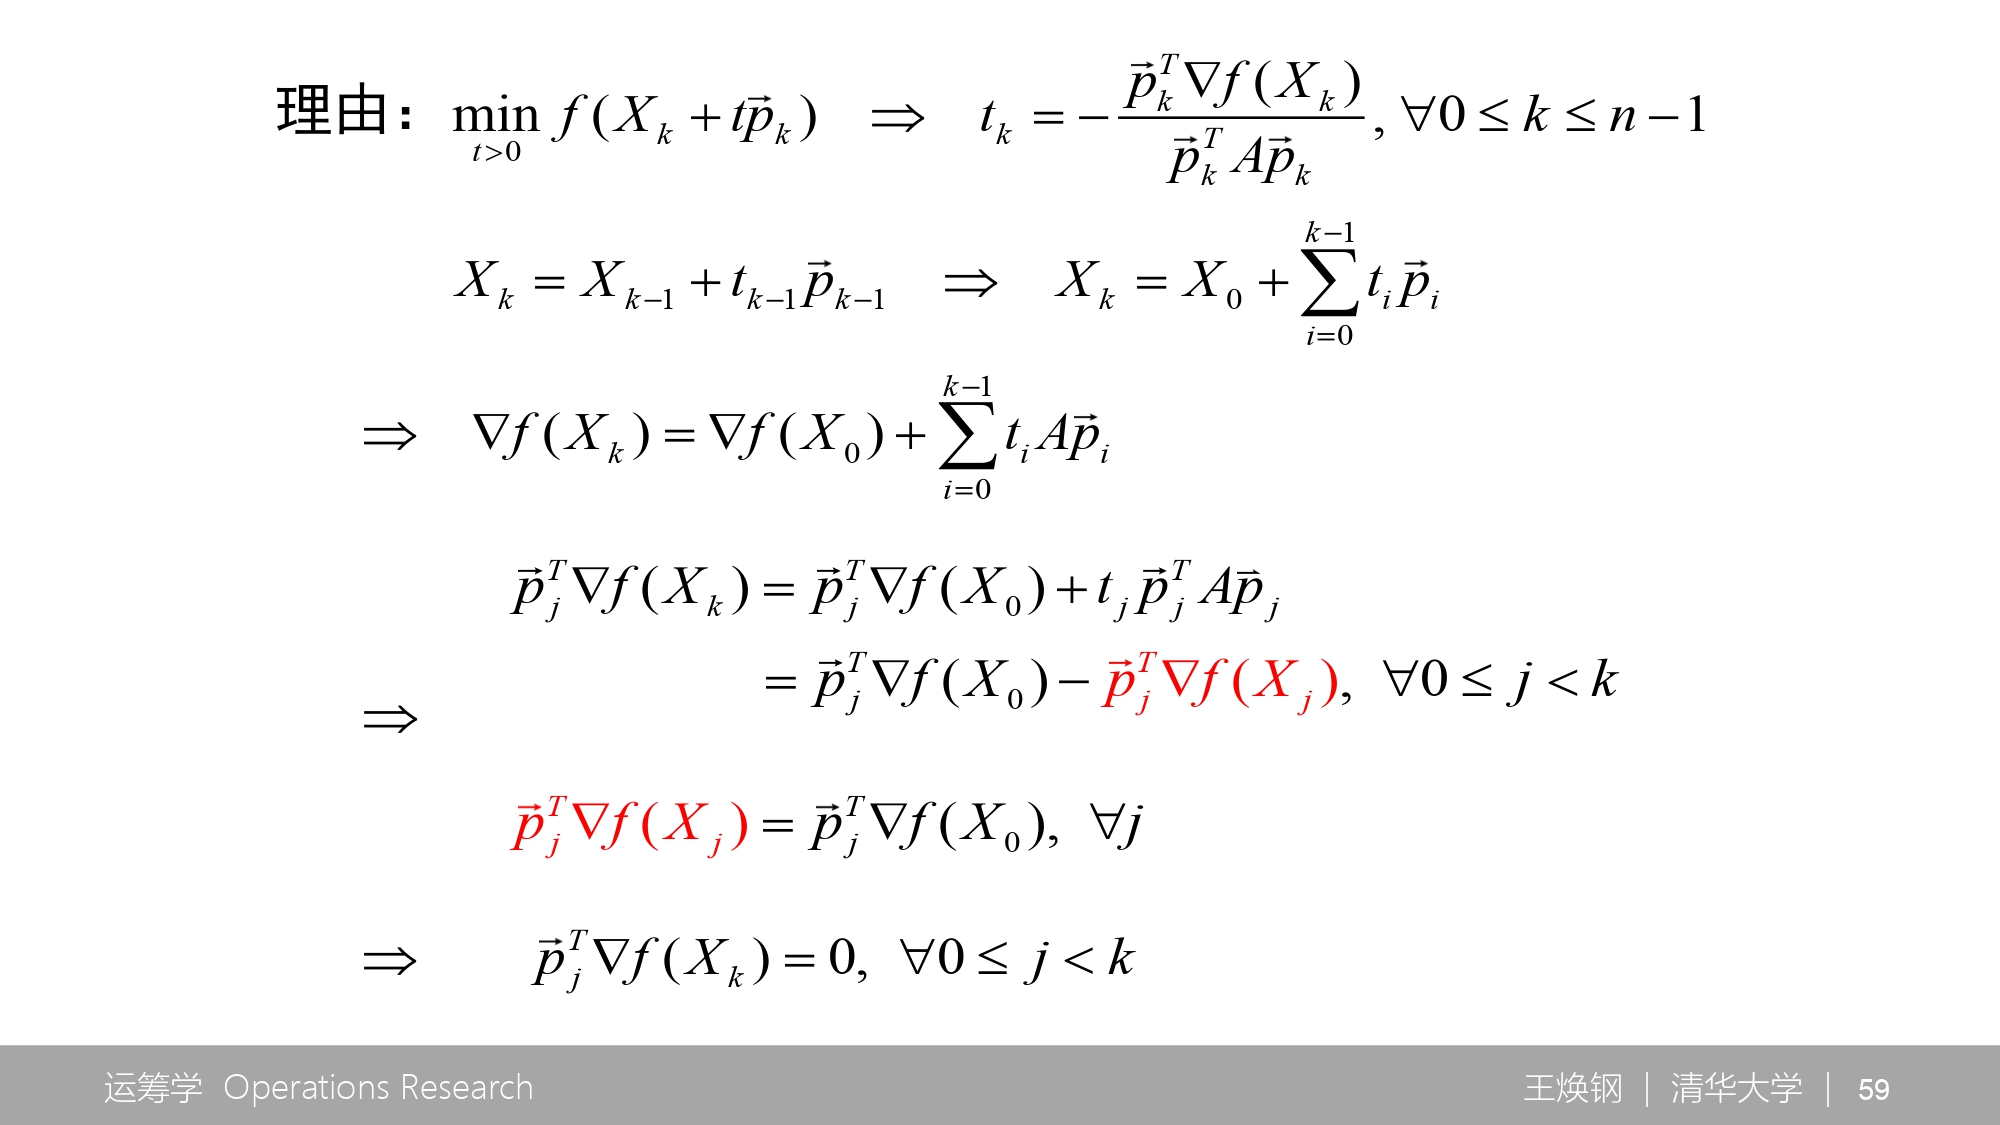 理由: $\min_{t>0} f(X_k + t\vec{p}_k) \Rightarrow t_k = -\frac{\vec{p}_k^T \nabla f(X_k)}{\vec{p}_k^T A\vec{p}_k}, \forall 0 \le k \le n-1$
$X_k = X_{k-1} + t_{k-1}\vec{p}_{k-1} \Rightarrow X_k = X_0 + \sum_{i=0}^{k-1} t_i \vec{p}_i$
$\Rightarrow \nabla f(X_k) = \nabla f(X_0) + \sum_{i=0}^{k-1} t_i A\vec{p}_i$
$\vec{p}_j^T \nabla f(X_k) = \vec{p}_j^T \nabla f(X_0) + t_j \vec{p}_j^T A\vec{p}_j$
$= \vec{p}_j^T \nabla f(X_0) - \vec{p}_j^T \nabla f(X_j), \forall 0 \le j < k$
$\Rightarrow$
$\vec{p}_j^T \nabla f(X_j) = \vec{p}_j^T \nabla f(X_0), \forall j$
$\Rightarrow \vec{p}_j^T \nabla f(X_k) = 0, \forall 0 \le j < k$
运筹学 Operations Research
王焕钢 | 清华大学 | 59